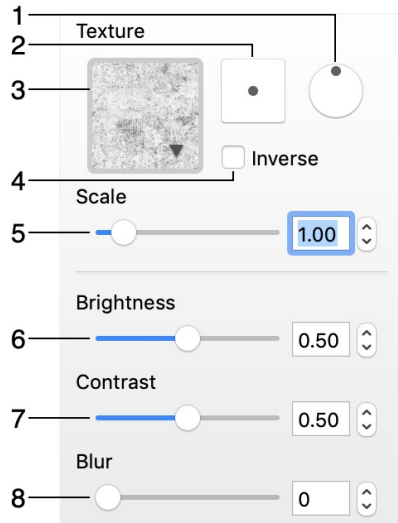 1
Texture
2
3
4
Inverse
Scale
5
1.00
Brightness
6
0.50
Contrast
7
0.50
Blur
8
0